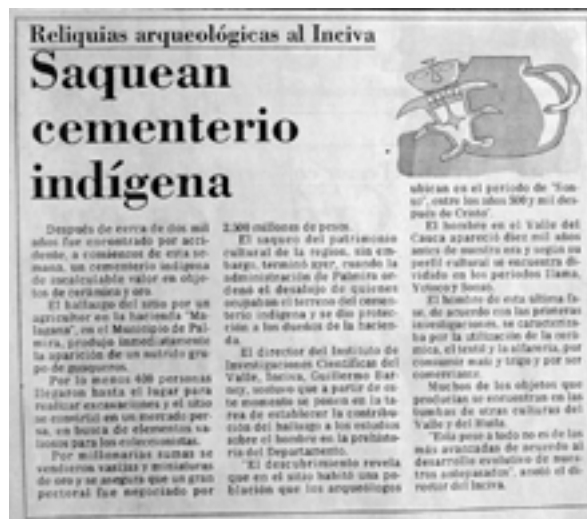 Reliquias arqueológicas al Inciva
Saquean
cementerio
indígena
Después de cerca de dos mil
años fue encontrado por acci-
dente, a comienzos de esta se-
mana, un cementerio indígena
de incalculable valor en obje-
tos de cerámica y oro.
El hallazgo del sitio por un
agricultor en la hacienda "Ma-
lagana", en el Municipio de Pal-
mira, produjo inmediatamente
la aparición de un nutrido gru-
po de guaqueros.
Por lo menos 400 personas
llegaron hasta el lugar para
realizar excavaciones y el sitio
se convirtió en un mercado per-
sa, en busca de elementos va-
liosos para los coleccionistas.
Por millonarias sumas se
vendieron vasijas y miniaturas
de oro y se asegura que un gran
pectoral fue negociado por
2.500 millones de pesos.
El saqueo del patrimonio
cultural de la región, sin em-
bargo, terminó ayer, cuando la
administración de Palmira or-
denó el desalojo de quienes
ocupaban el terreno del cemen-
terio indígena y se dio protec-
ción a los dueños de la hacien-
da.
El director del Instituto de
Investigaciones Científicas del
Valle, Inciva, Guillermo
sostuvo que a partir de es-
te momento se ponen en la ta-
rea de establecer la contribu-
ción del hallazgo a los estudios
sobre el hombre en la prehisto-
ria del Departamento.
"El descubrimiento revela
que en el sitio habitó una po-
blación que los arqueólogos
ubican en el período de "Son-
so", entre los años 500 y mil des-
pués de Cristo".
El hombre en el Valle del
Cauca apareció diez mil años
antes de nuestra era y según su
perfil cultural se encuentra di-
vidido en los períodos Ilama,
Yotoco y Sonso.
El hombre de esta última fa-
se, de acuerdo con las primeras
investigaciones, se caracteriza-
ba por la utilización de la cerá-
mica, el textil y la alfarería, por
consumir maíz y trigo y por ser
comerciante.
Muchos de los objetos que
producían se encuentran en las
tumbas de otras culturas del
Valle y del Huila.
"Esta pese a todo no es de las
más avanzadas de acuerdo al
desarrollo evolutivo de nues-
tros antepasados", anotó el di-
rector del Inciva.